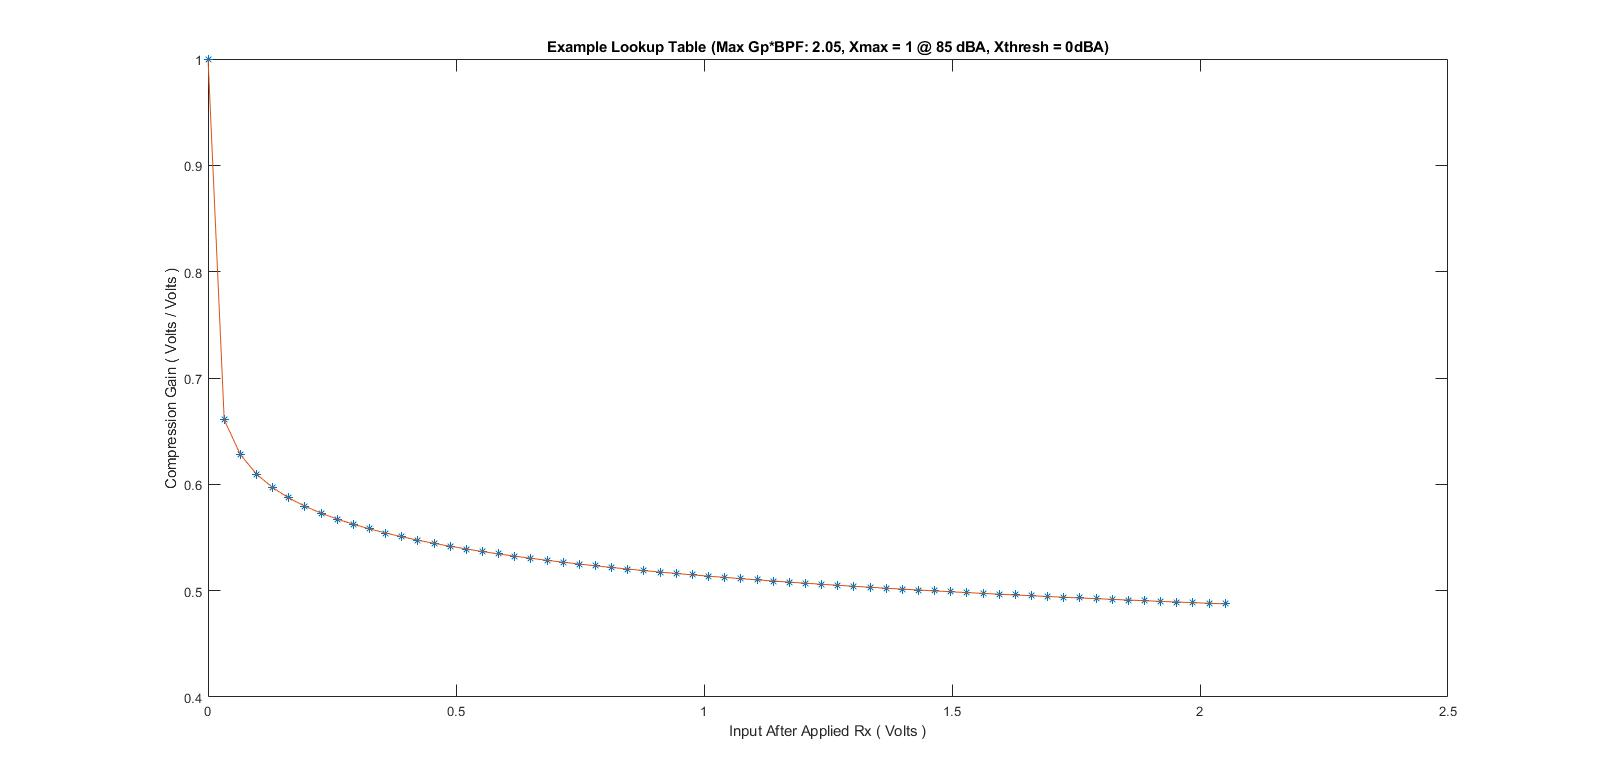 Example Lookup Table (Max Gp*BPF: 2.05, Xmax = 1 @ 85 dBA, Xthresh = 0dBA)
1
0.9
0.8
0.7
0.6
0.5
0.4
Compression Gain ( Volts / Volts )
0 0.5 1 1.5 2 2.5
Input After Applied Rx ( Volts )